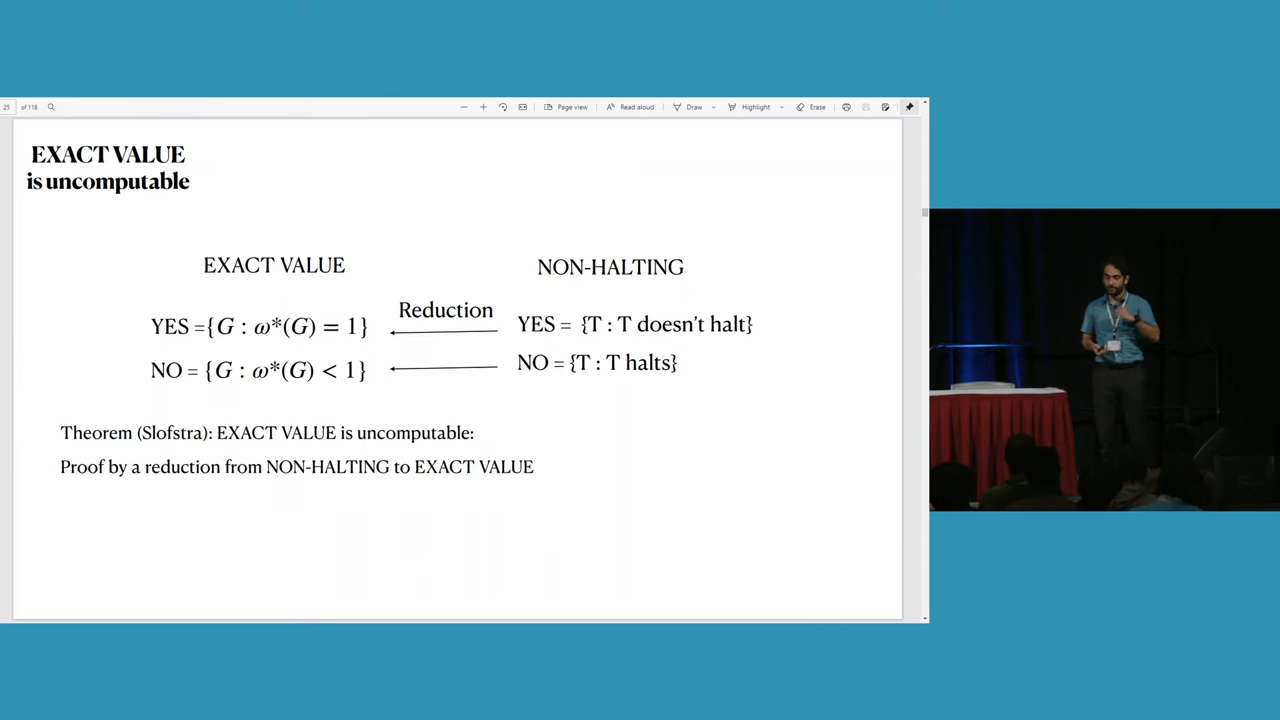 25 of 118
Page view
Read aloud
Draw
Highlight
Erase
EXACT VALUE
is uncomputable
EXACT VALUE
NON-HALTING
Reduction
YES ={G : ω*(G) = 1}
YES = {T : T doesn't halt}
NO = {G : ω*(G) < 1}
NO = {T : T halts}
Theorem (Slofstra): EXACT VALUE is uncomputable:
Proof by a reduction from NON-HALTING to EXACT VALUE